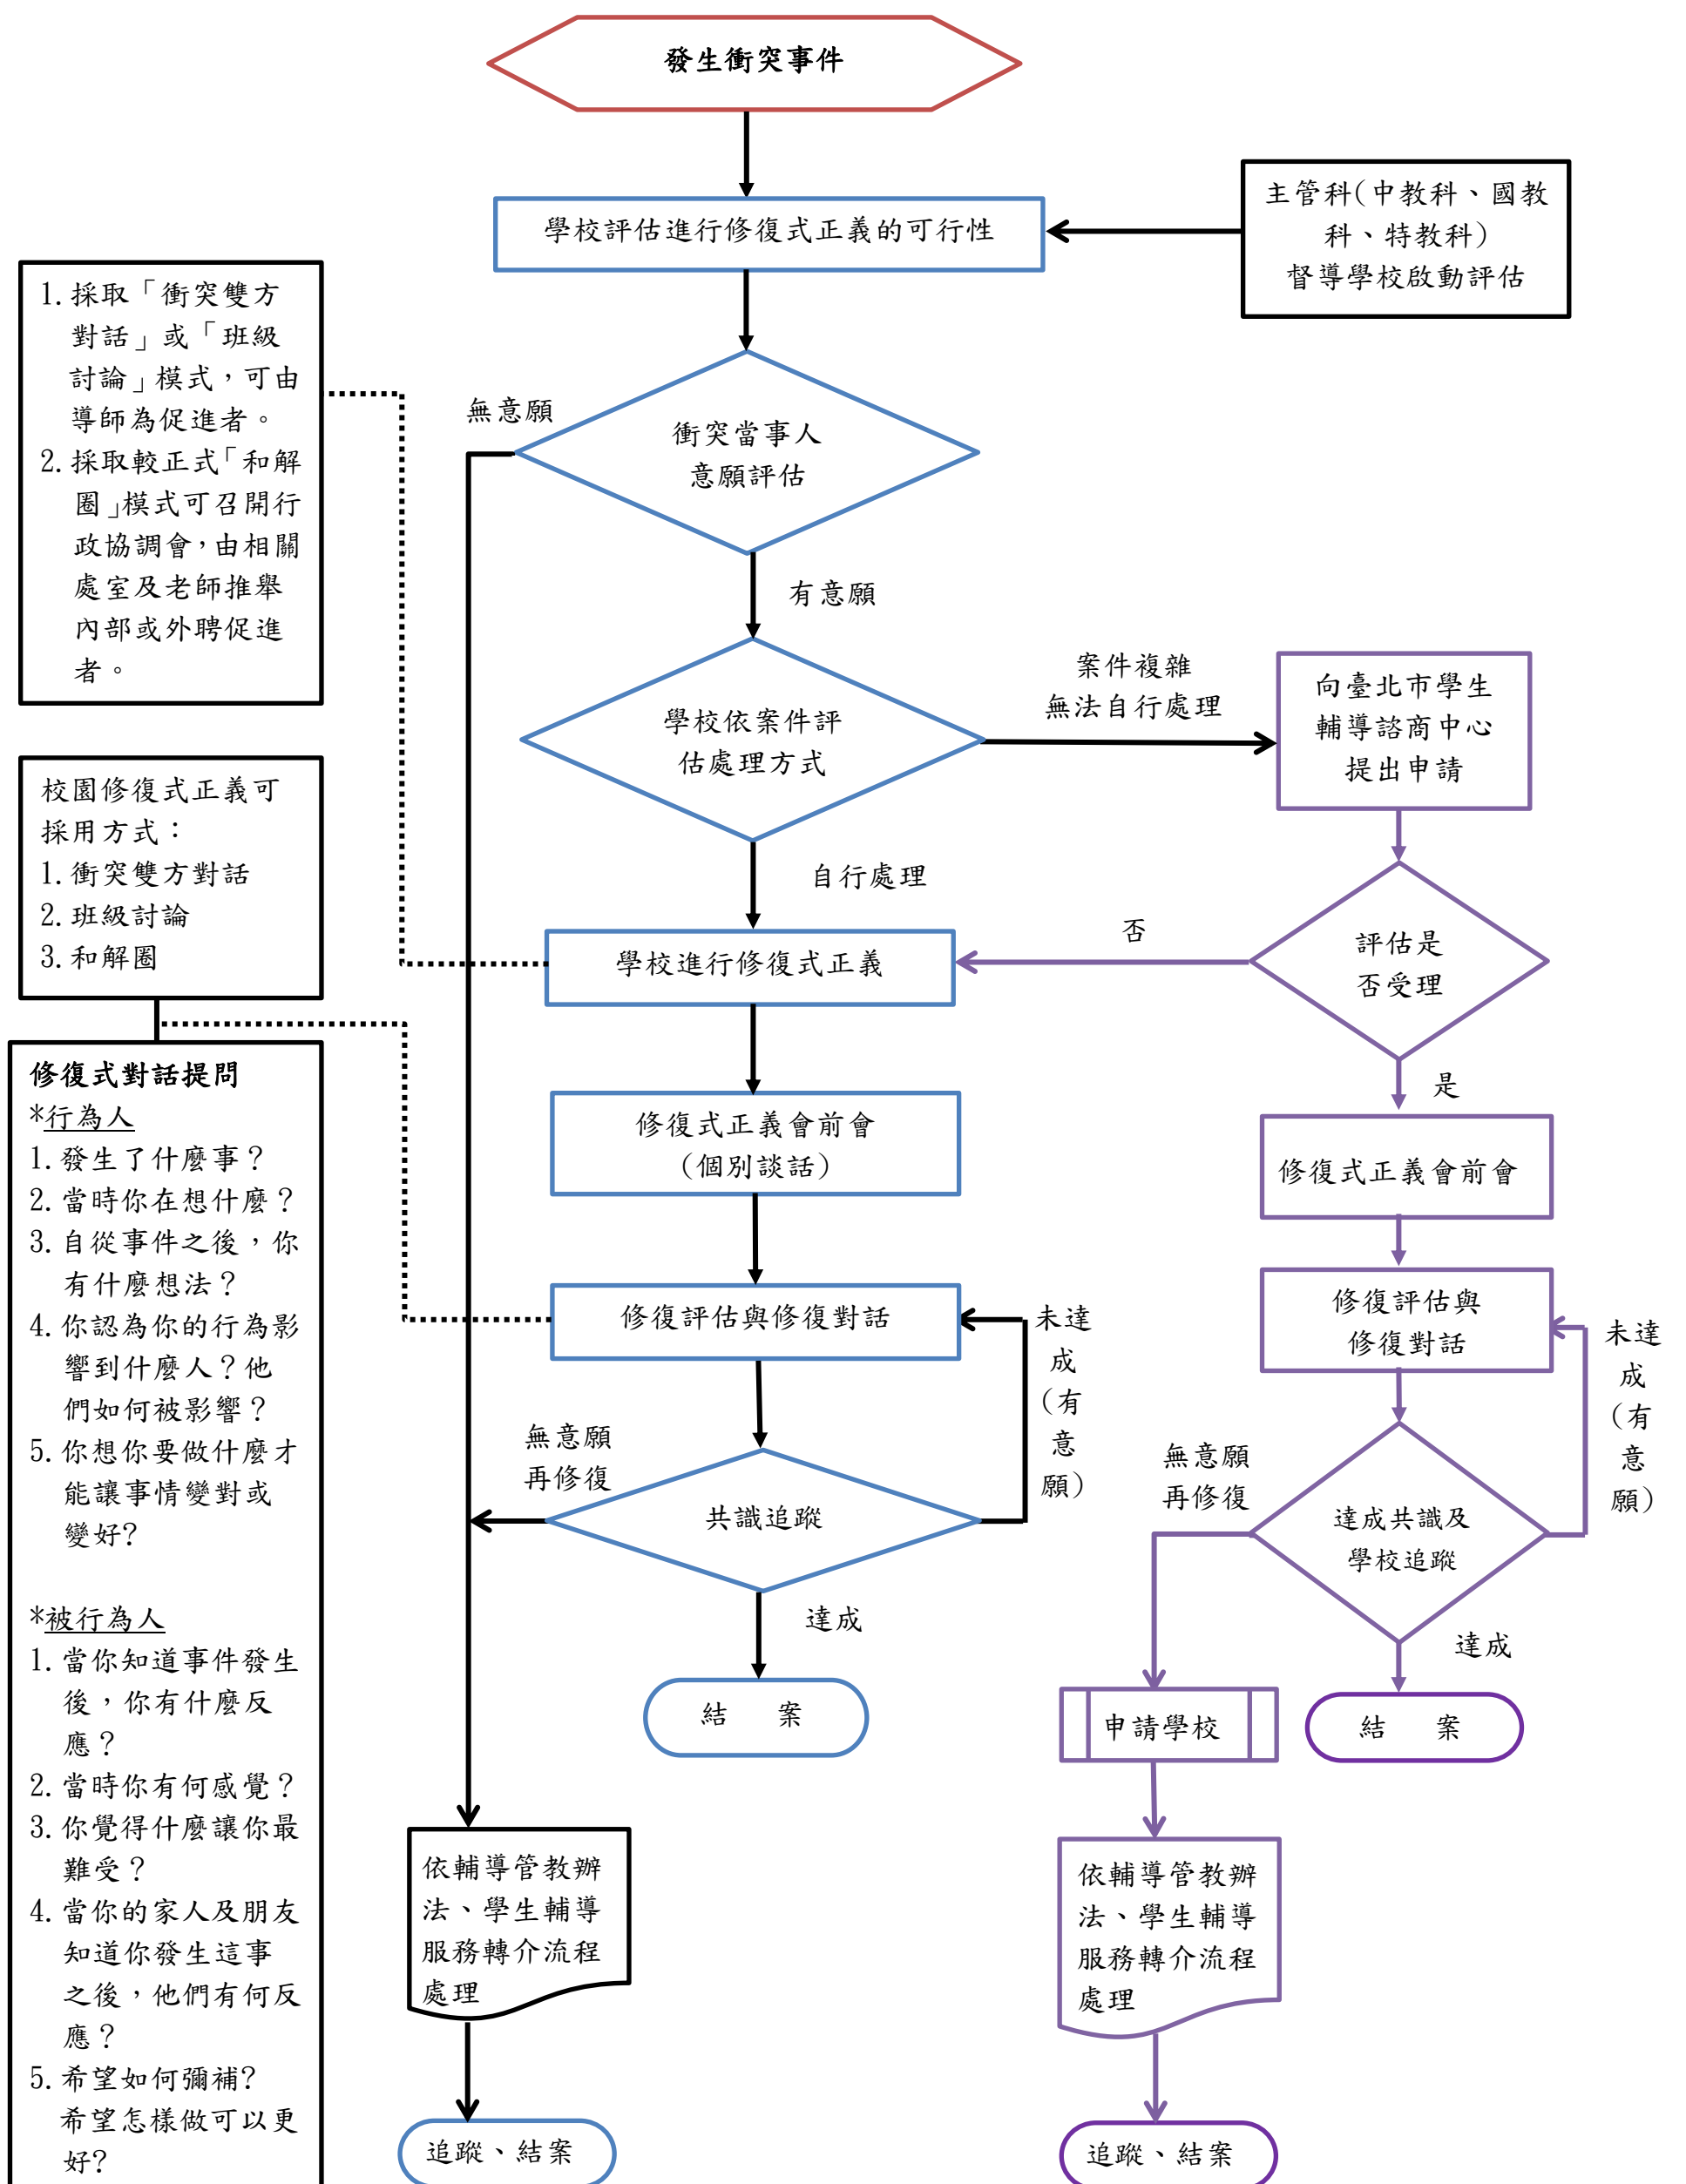 發生衝突事件
學校評估進行修復式正義的可行性
主管科(中教科、國教
科、特教科)
督導學校啟動評估
1.採取「衝突雙方
對話」或「班級
討論」模式，可由
導師為促進者。
2.採取較正式「和解
圈」模式可召開行
政協調會，由相關
處室及老師推舉
內部或外聘促進
者。
無意願
衝突當事人
意願評估
有意願
案件複雜
無法自行處理
向臺北市學生
輔導諮商中心
提出申請
學校依案件評
估處理方式
自行處理
校園修復式正義可
採用方式：
1.衝突雙方對話
2.班級討論
3.和解圈
學校進行修復式正義
否
評估是
否受理
是
修復式對話提問
*行為人
1.發生了什麼事？
2.當時你在想什麼？
3.自從事件之後，你
有什麼想法？
4.你認為你的行為影
響到什麼人？他
們如何被影響？
5.你想你要做什麼才
能讓事情變對或
變好?
*被行為人
1.當你知道事件發生
後，你有什麼反
應？
2.當時你有何感覺？
3.你覺得什麼讓你最
難受？
4.當你的家人及朋友
知道你發生這事
之後，他們有何反
應？
5.希望如何彌補?
希望怎樣做可以更
好?
修復式正義會前會
(個別談話)
修復評估與修復對話
未達
成
(有
意
願)
無意願
再修復
共識追蹤
達成
結　案
依輔導管教辦
法、學生輔導
服務轉介流程
處理
追蹤、結案
修復式正義會前會
修復評估與
修復對話
未達
成
(有
意
願)
無意願
再修復
達成共識及
學校追蹤
達成
申請學校
結　案
依輔導管教辦
法、學生輔導
服務轉介流程
處理
追蹤、結案